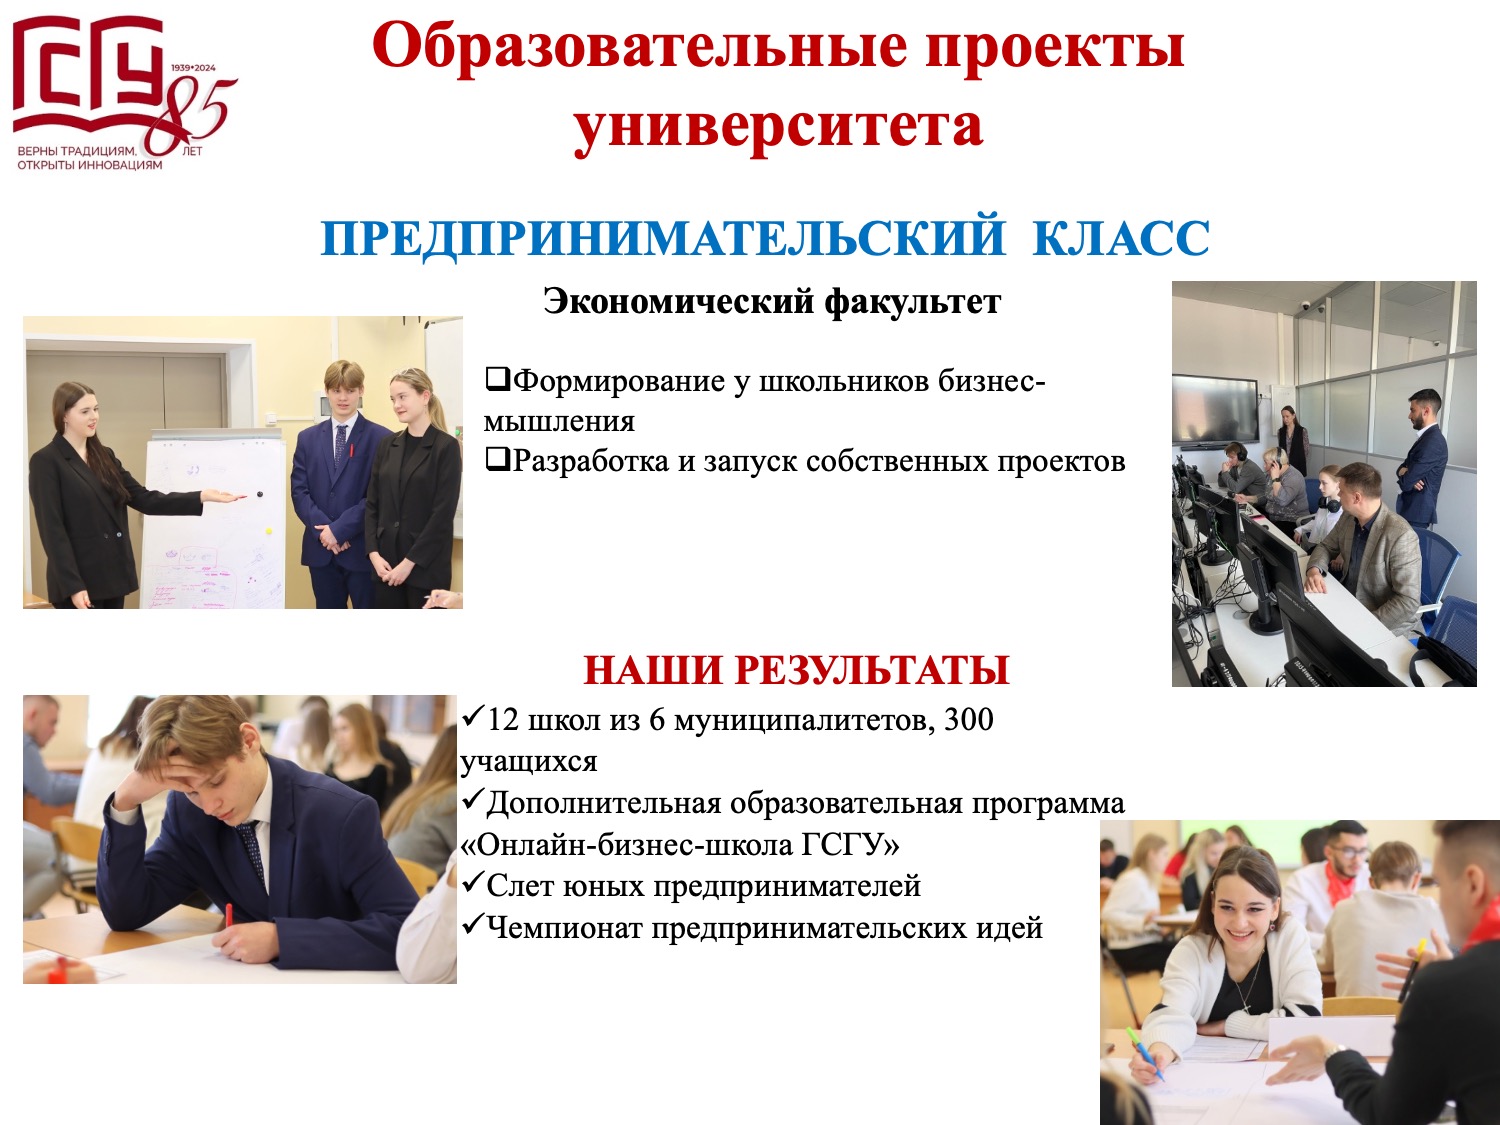 ГСГУ
1939•2024
85
ЛЕТ
ВЕРНЫ ТРАДИЦИЯМ,
ОТКРЫТЫ ИННОВАЦИЯМ
Образовательные проекты
университета
ПРЕДПРИНИМАТЕЛЬСКИЙ КЛАСС
Экономический факультет
❑Формирование у школьников бизнес-
мышления
❑Разработка и запуск собственных проектов
НАШИ РЕЗУЛЬТАТЫ
✓12 школ из 6 муниципалитетов, 300
учащихся
✓Дополнительная образовательная программа
«Онлайн-бизнес-школа ГСГУ»
✓Слет юных предпринимателей
✓Чемпионат предпринимательских идей